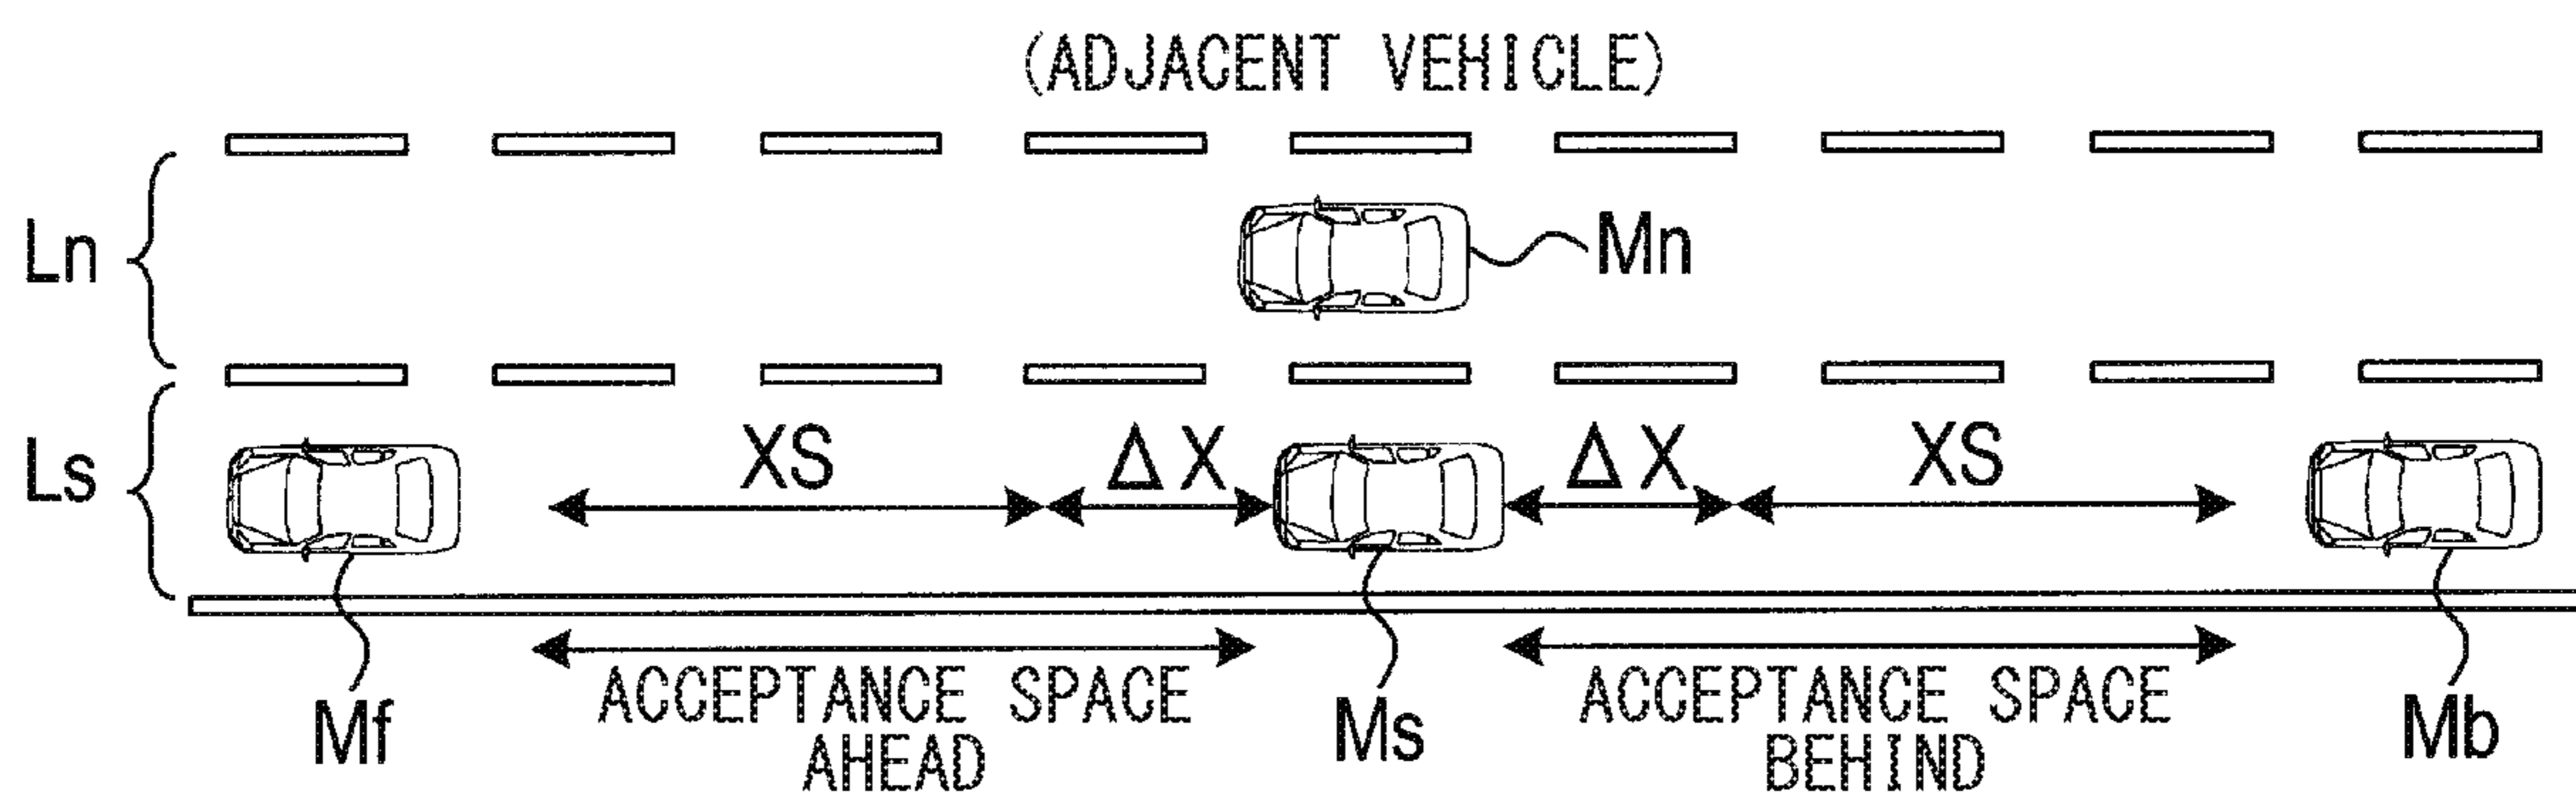 (ADJACENT VEHICLE)
Ln
Mn
Ls
XS
ΔX
ΔX
XS
ACCEPTANCE SPACE
AHEAD
ACCEPTANCE SPACE
BEHIND
Mf
Ms
Mb